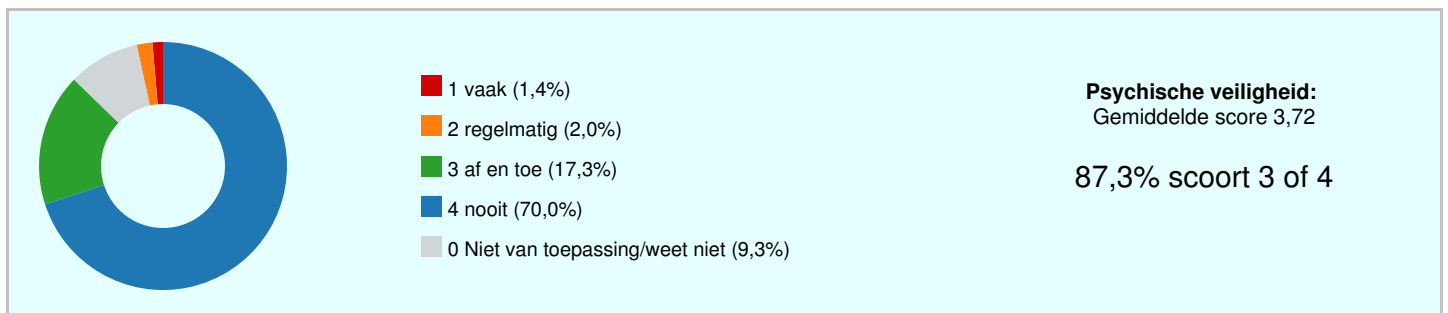 1 vaak (1,4%)
2 regelmatig (2,0%)
3 af en toe (17,3%)
4 nooit (70,0%)
0 Niet van toepassing/weet niet (9,3%)
Psychische veiligheid:
Gemiddelde score 3,72
87,3% scoort 3 of 4